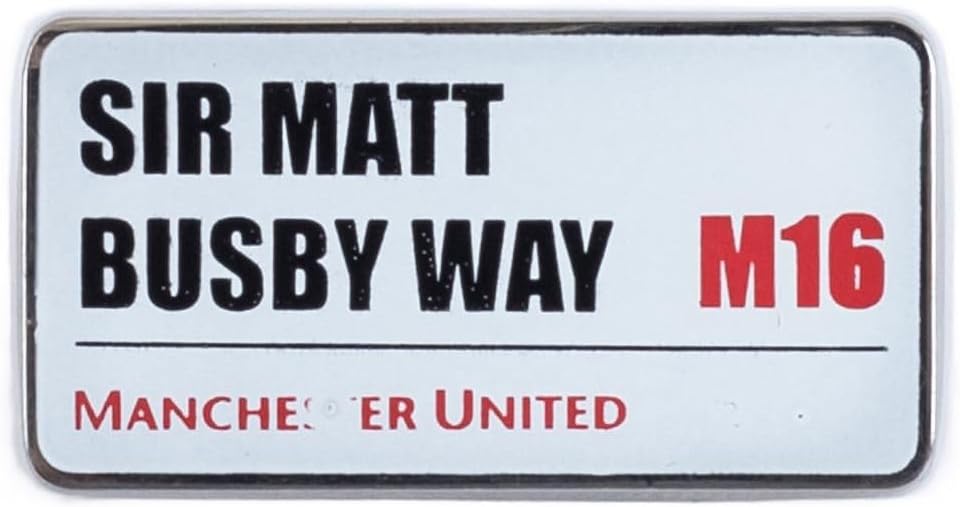 SIR MATT
BUSBY WAY M16
MANCHESTER UNITED